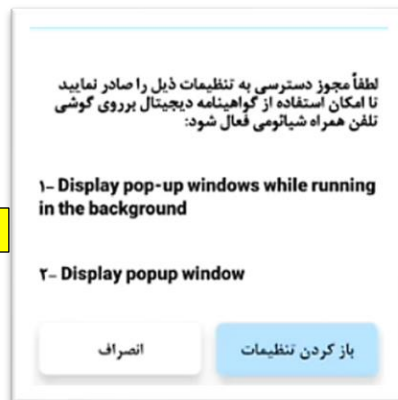 لطفاً مجوز دسترسی به تنظیمات ذیل را صادر نمایید
تا امکان استفاده از گواهینامه دیجیتال برروی گوشی
تلفن همراه شیائومی فعال شود:
۱– Display pop-up windows while running
in the background
۲– Display popup window
باز کردن تنظیمات
انصراف